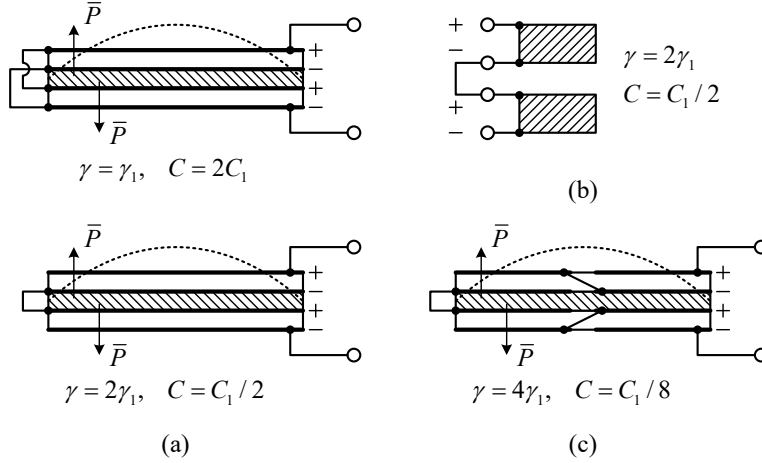 P̄
+
−
+
−
P̄
γ = γ₁, C = 2C₁
+
−
+
−
γ = 2γ₁
C = C₁ / 2
(b)
P̄
+
−
+
−
P̄
γ = 2γ₁, C = C₁ / 2
(a)
P̄
+
−
+
−
P̄
γ = 4γ₁, C = C₁ / 8
(c)